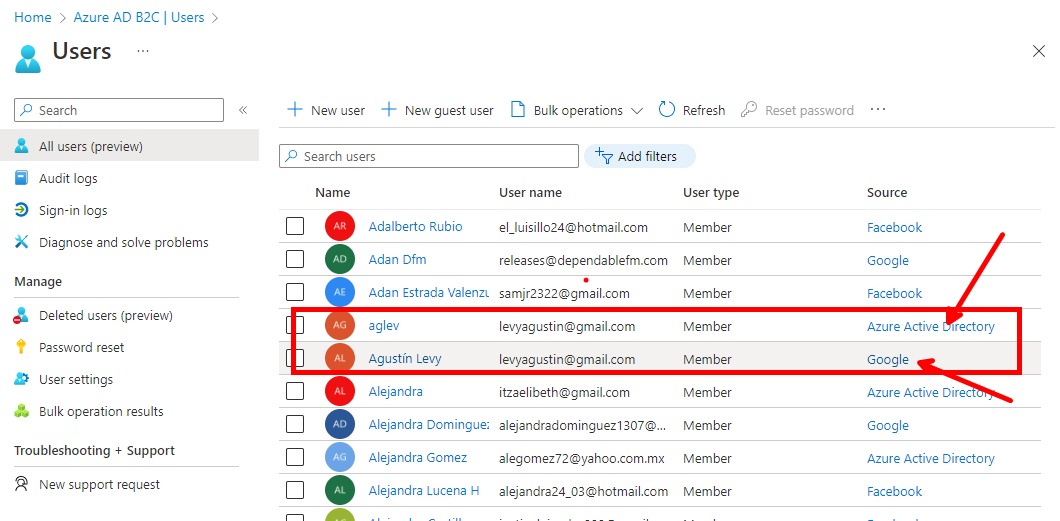 Home > Azure AD B2C | Users >
Users ...
Search «
All users (preview)
Audit logs
Sign-in logs
Diagnose and solve problems
Manage
Deleted users (preview)
Password reset
User settings
Bulk operation results
Troubleshooting + Support
New support request
New user New guest user Bulk operations Refresh Reset password ...
Search users Add filters
Name User name User type Source
AR Adalberto Rubio el_luisillo24@hotmail.com Member Facebook
AD Adan Dfm releases@dependablefm.com Member Google
AE Adan Estrada Valenzu samjr2322@gmail.com Member Facebook
AG aglev levyagustin@gmail.com Member Azure Active Directory
AL Agustín Levy levyagustin@gmail.com Member Google
AL Alejandra itzaelibeth@gmail.com Member Azure Active Directory
AD Alejandra Dominguez alejandradominguez1307@... Member Google
AG Alejandra Gomez alegomez72@yahoo.com.mx Member Azure Active Directory
AL Alejandra Lucena H alejandra24_03@hotmail.com Member Facebook